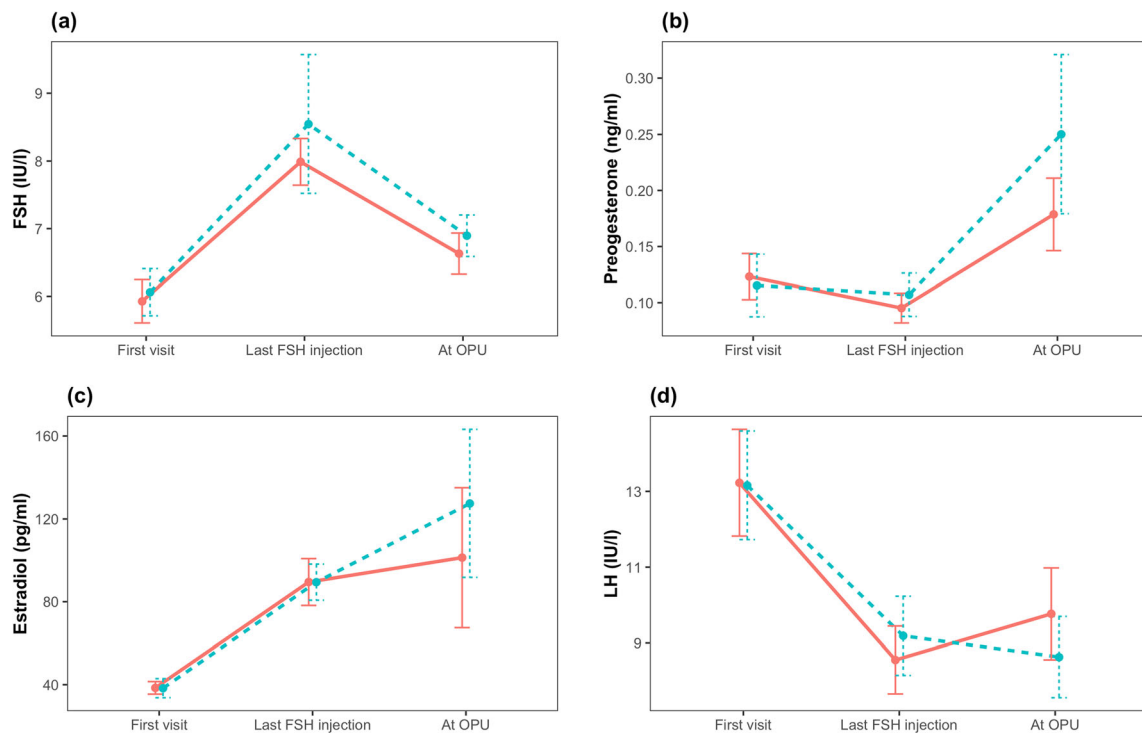 (a)
FSH (IU/l)
9
8
7
6
First visit Last FSH injection At OPU
(b)
Preogesterone (ng/ml)
0.30
0.25
0.20
0.15
0.10
First visit Last FSH injection At OPU
(c)
Estradiol (pg/ml)
160
120
80
40
First visit Last FSH injection At OPU
(d)
LH (IU/l)
13
11
9
First visit Last FSH injection At OPU